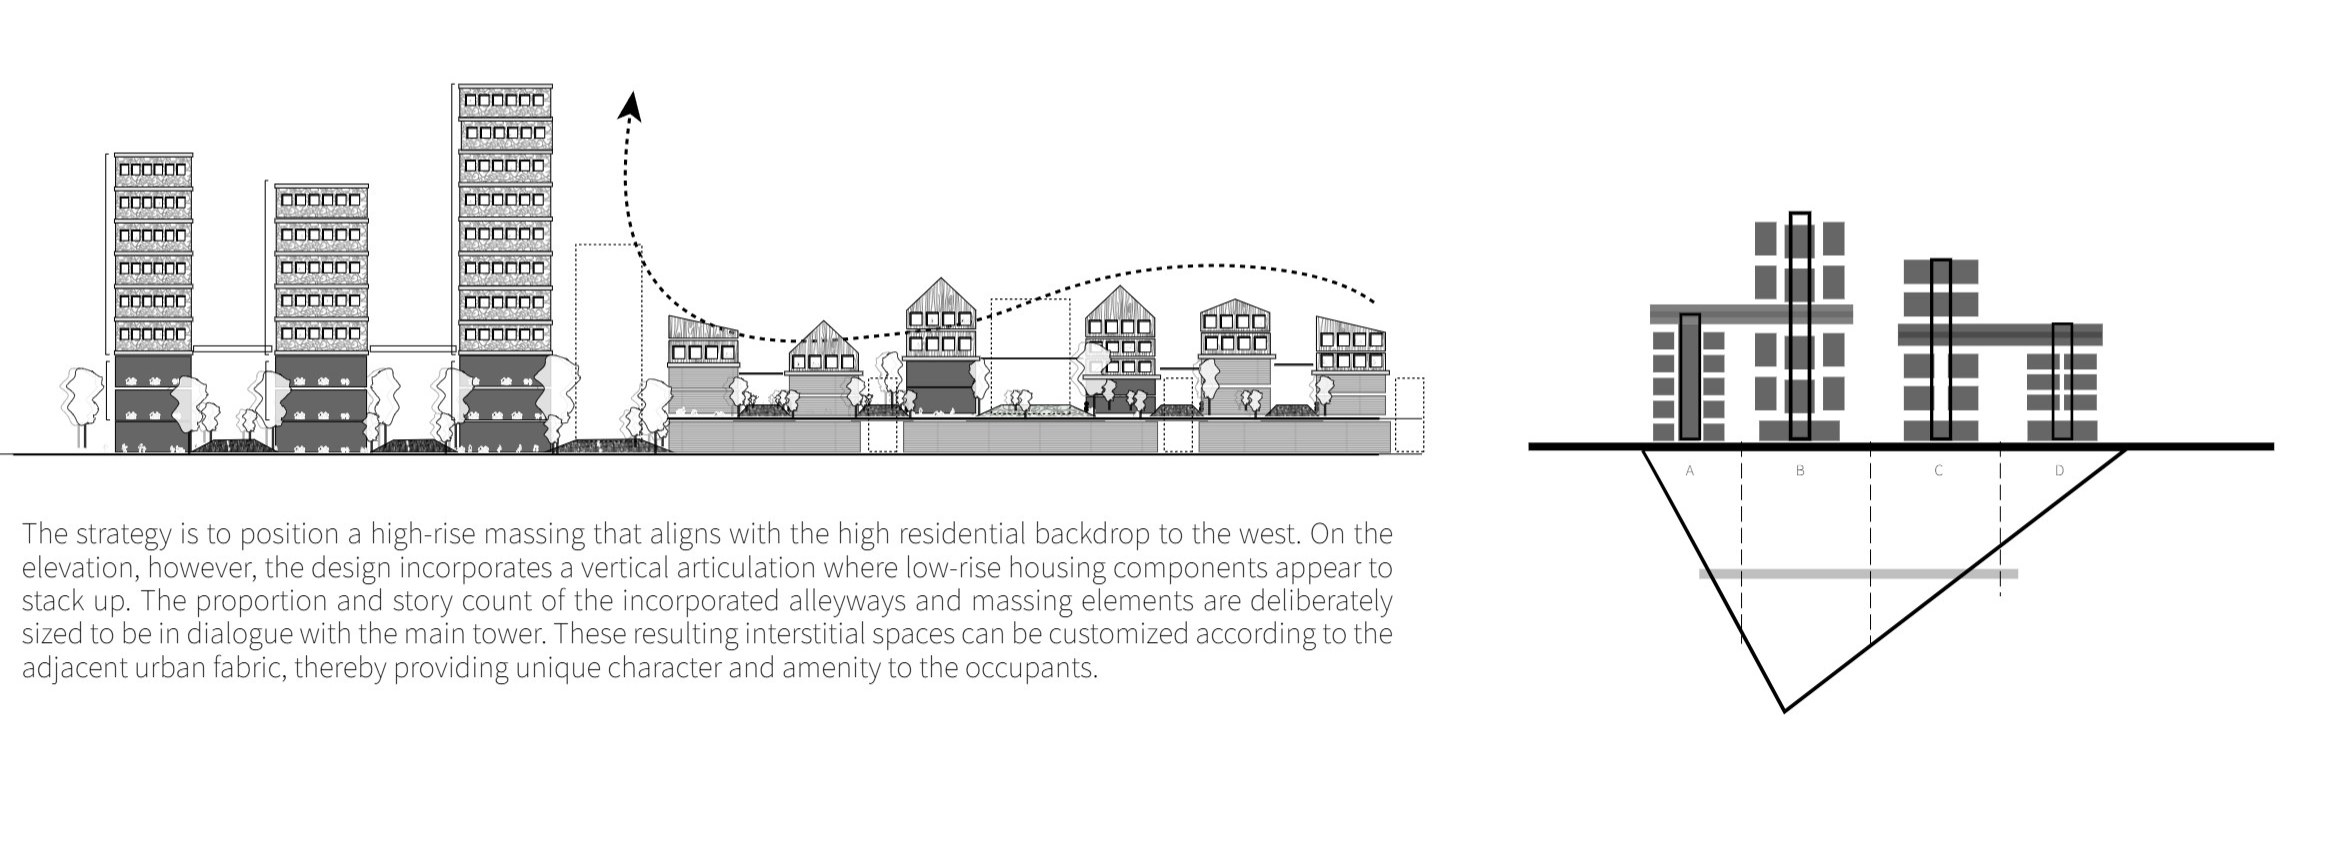 The strategy is to position a high-rise massing that aligns with the high residential backdrop to the west. On the
elevation, however, the design incorporates a vertical articulation where low-rise housing components appear to
stack up. The proportion and story count of the incorporated alleyways and massing elements are deliberately
sized to be in dialogue with the main tower. These resulting interstitial spaces can be customized according to the
adjacent urban fabric, thereby providing unique character and amenity to the occupants.
A B C D